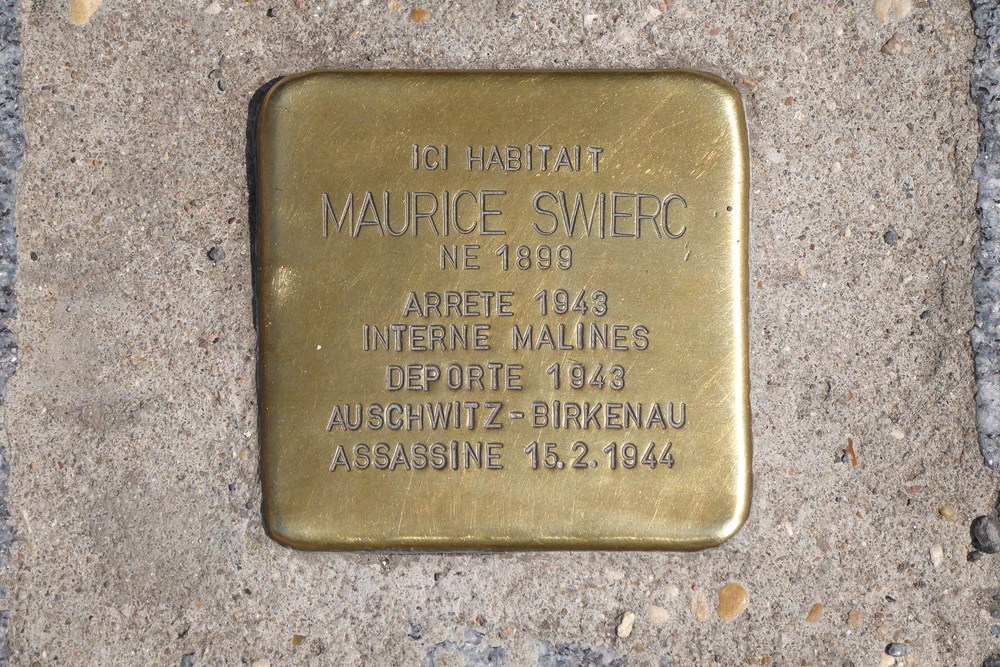 ICI HABITAIT
MAURICE SWIERC
NE 1899
ARRETE 1943
INTERNE MALINES
DEPORTE 1943
AUSCHWITZ-BIRKENAU
ASSASSINE 15.2.1944